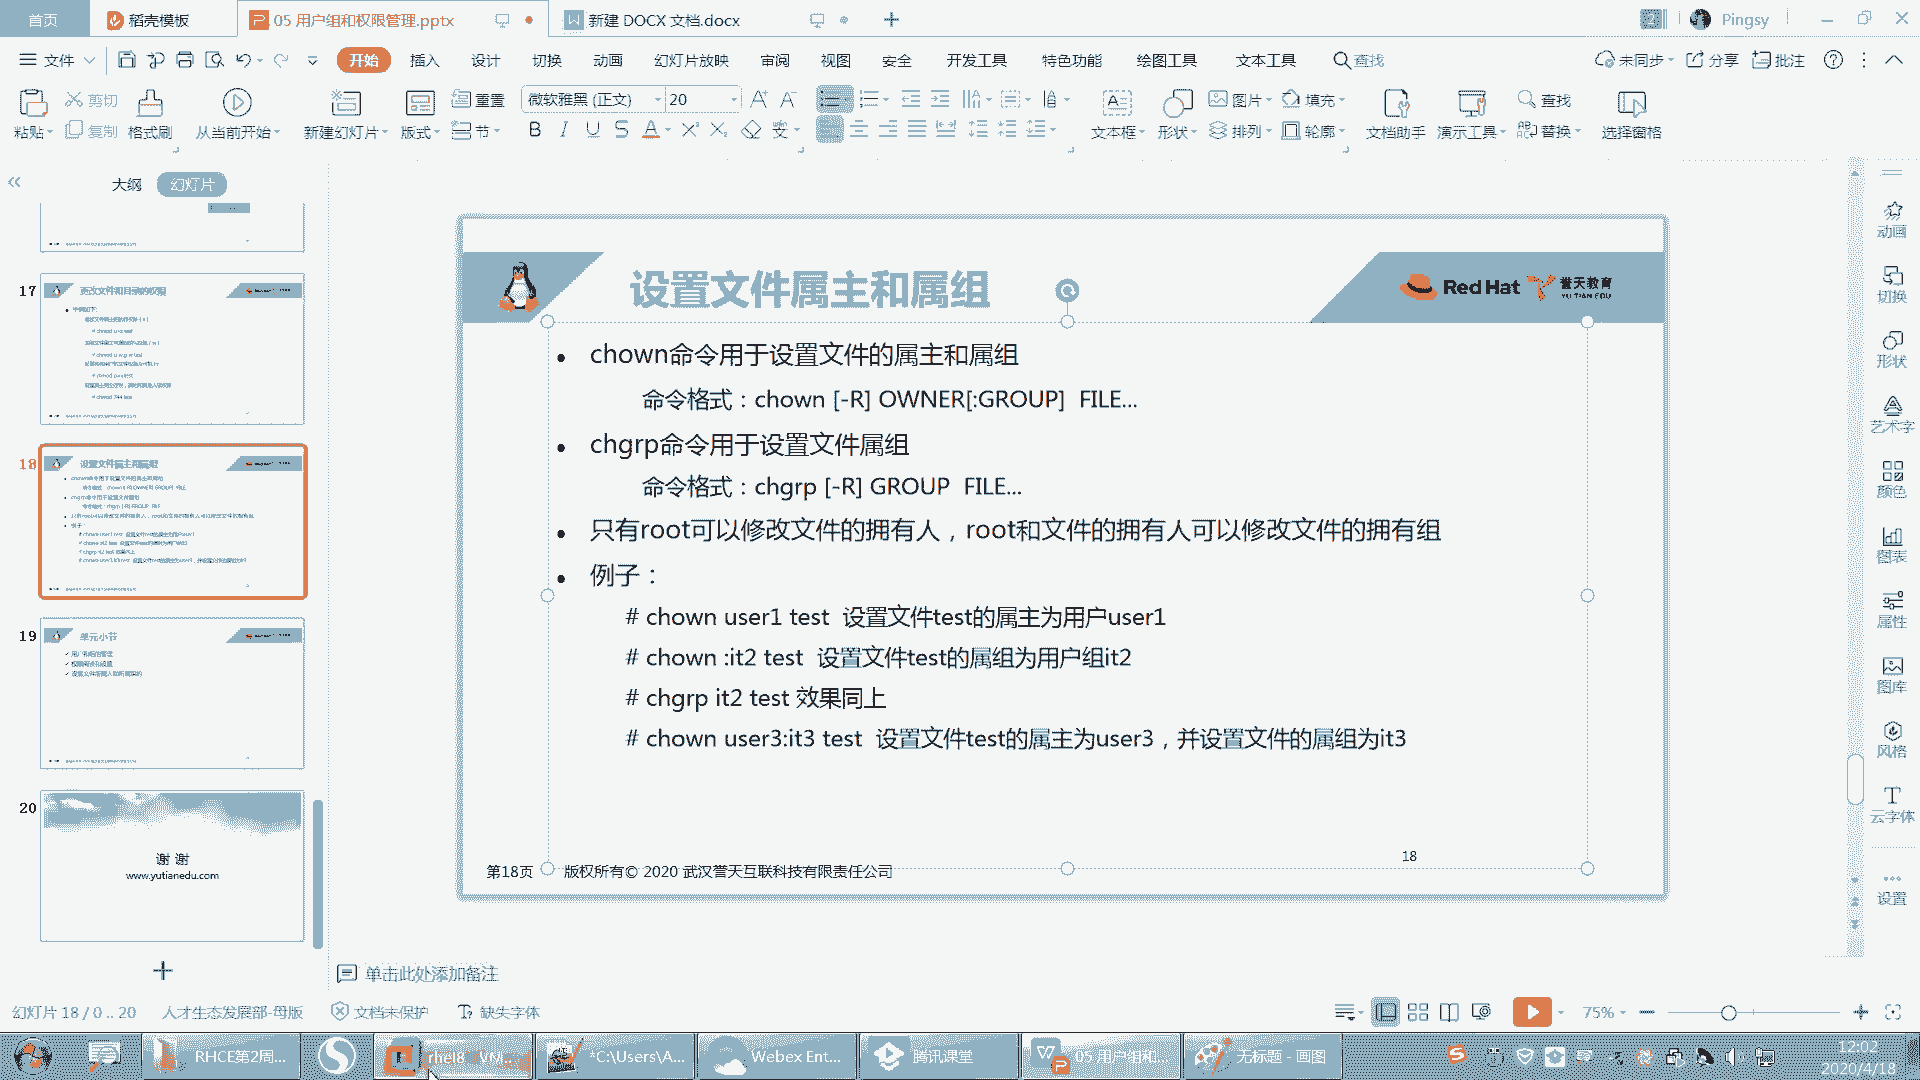 首页
稻壳模板
05 用户组和权限管理.pptx
新建 DOCX 文档.docx
Pingsy
文件
开始
插入
设计
切换
动画
幻灯片放映
审阅
视图
安全
开发工具
特色功能
绘图工具
文本工具
查找
未同步
分享
批注
粘贴
剪切
复制
格式刷
从当前开始
新建幻灯片
版式
重置
节
微软雅黑 (正文)
20
文本框
形状
图片
排列
填充
轮廓
文档助手
演示工具
查找
替换
选择窗格
大纲
幻灯片
17
更改文件和目录的权限
18
设置文件属主和属组
19
单元小节
20
谢 谢
www.yutianedu.com
设置文件属主和属组
Red Hat
誉天教育
YU TIAN EDU
• chown命令用于设置文件的属主和属组
命令格式：chown [-R] OWNER[:GROUP] FILE...
• chgrp命令用于设置文件属组
命令格式：chgrp [-R] GROUP FILE...
• 只有root可以修改文件的拥有人，root和文件的拥有人可以修改文件的拥有组
• 例子：
# chown user1 test 设置文件test的属主为用户user1
# chown :it2 test 设置文件test的属组为用户组it2
# chgrp it2 test 效果同上
# chown user3:it3 test 设置文件test的属主为user3，并设置文件的属组为it3
18
第18页
版权所有© 2020 武汉誉天互联科技有限责任公司
动画
切换
形状
艺术字
颜色
图表
属性
图库
风格
云字体
设置
单击此处添加备注
幻灯片 18 / 0 .. 20
人才生态发展部-母版
文档未保护
缺失字体
75%
RHCE第2周...
rhel8 - VM...
*C:\Users\A...
Webex Ent...
腾讯课堂
05 用户组和...
无标题 - 画图
12:02
2020/4/18